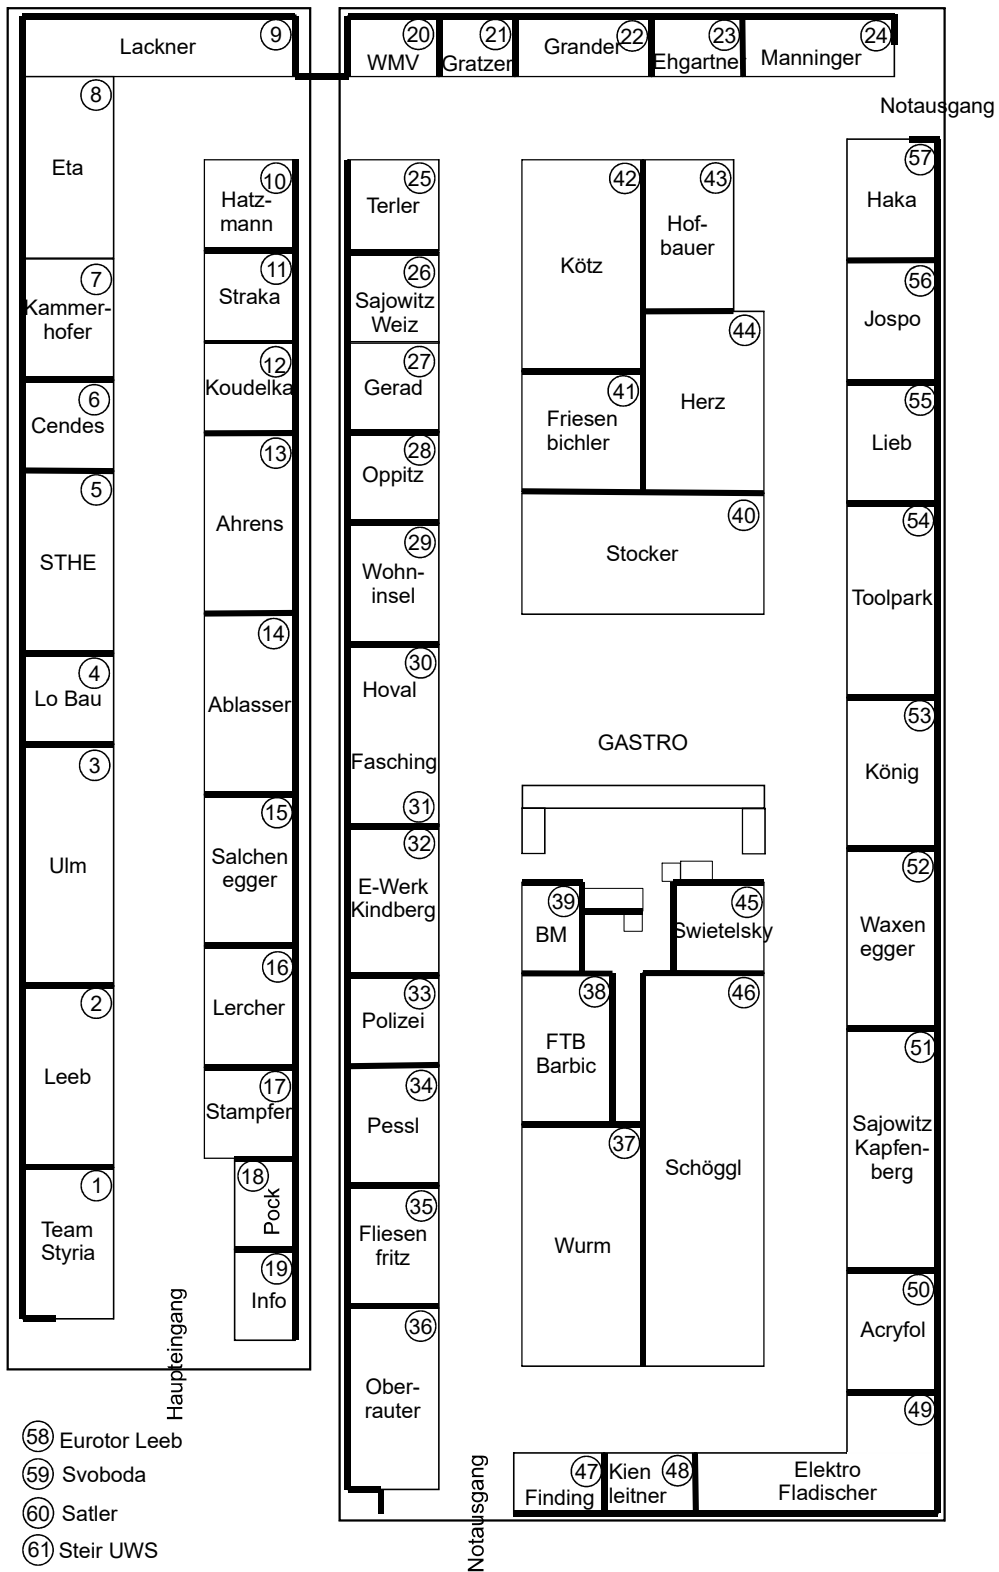 Lackner
9
8
Eta
7
Kammer-
hofer
6
Cendes
5
STHE
4
Lo Bau
3
Ulm
2
Leeb
1
Team
Styria
10
Hatz-
mann
11
Straka
12
Koudelka
13
Ahrens
14
Ablasser
15
Salchen
egger
16
Lercher
17
Stampfer
18
Pock
19
Info
Haupteingang
20
WMV
21
Gratzer
22
Grander
23
Ehgartner
24
Manninger
Notausgang
25
Terler
26
Sajowitz
Weiz
27
Gerad
28
Oppitz
29
Wohn-
insel
30
Hoval
Fasching
31
32
E-Werk
Kindberg
33
Polizei
34
Pessl
35
Fliesen
fritz
36
Ober-
rauter
Notausgang
42
Kötz
43
Hof-
bauer
44
Herz
41
Friesen
bichler
40
Stocker
GASTRO
39
BM
45
Swietelsky
38
FTB
Barbic
46
Schöggl
37
Wurm
57
Haka
56
Jospo
55
Lieb
54
Toolpark
53
König
52
Waxen
egger
51
Sajowitz
Kapfen-
berg
50
Acryfol
49
Elektro
Fladischer
47
Finding
48
Kien
leitner
58 Eurotor Leeb
59 Svoboda
60 Satler
61 Steir UWS